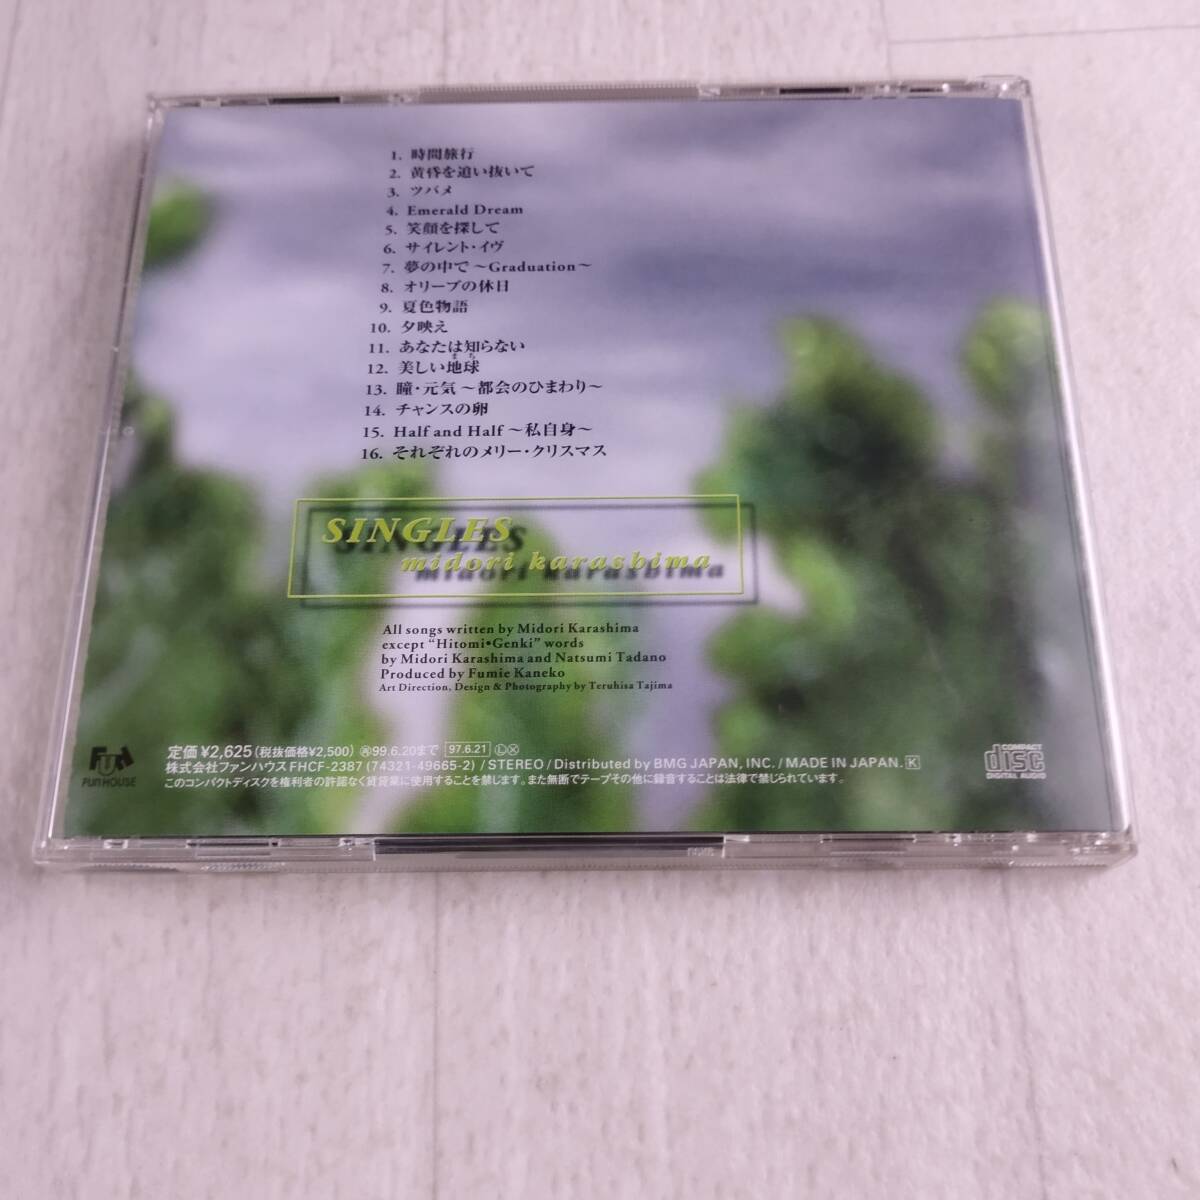 1. 時間旅行
2. 黄昏を追い抜いて
3. ツバメ
4. Emerald Dream
5. 笑顔を探して
6. サイレント・イヴ
7. 夢の中で～Graduation～
8. オリーブの休日
9. 夏色物語
10. 夕映え
11. あなたは知らない
まち
12. 美しい地球
13. 瞳・元気～都会のひまわり～
14. チャンスの卵
15. Half and Half～私自身～
16. それぞれのメリー・クリスマス
SINGLES
midori karashima
All songs written by Midori Karashima
except “Hitomi•Genki” words
by Midori Karashima and Natsumi Tadano
Produced by Fumie Kaneko
Art Direction, Design & Photography by Teruhisa Tajima
FUN HOUSE
定価¥2,625(税抜価格¥2,500) 再99.6.20まで 97.6.21 Ⓛ Ⓧ
株式会社ファンハウス FHCF-2387 (74321-49665-2) / STEREO / Distributed by BMG JAPAN, INC. / MADE IN JAPAN. K
このコンパクトディスクを権利者の許諾なく賃貸業に使用することを禁じます。また無断でテープその他に録音することは法律で禁じられています。
COMPACT
disc
DIGITAL AUDIO